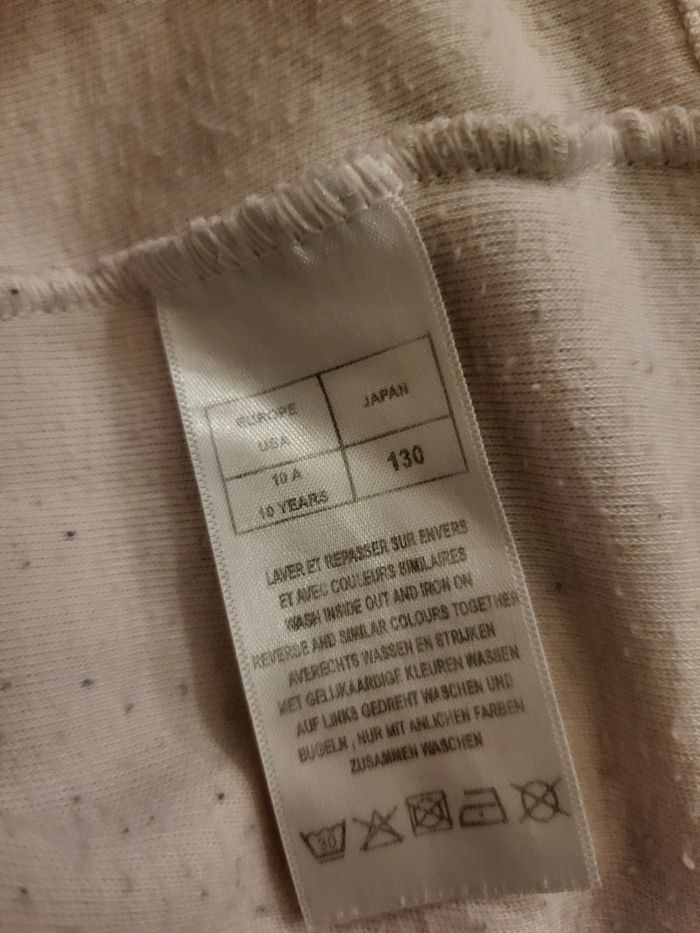 EUROPE
USA
JAPAN
10 A
10 YEARS
130
LAVER ET REPASSER SUR ENVERS
ET AVEC COULEURS SIMILAIRES
WASH INSIDE OUT AND IRON ON
REVERSE AND SIMILAR COLOURS TOGETHER
AVERECHTS WASSEN EN STRIJKEN
MET GELIJKAARDIGE KLEUREN WASSEN
AUF LINKS GEDREHT WASCHEN UND
BUGELN , NUR MIT ANLICHEN FARBEN
ZUSAMMEN WASCHEN
30